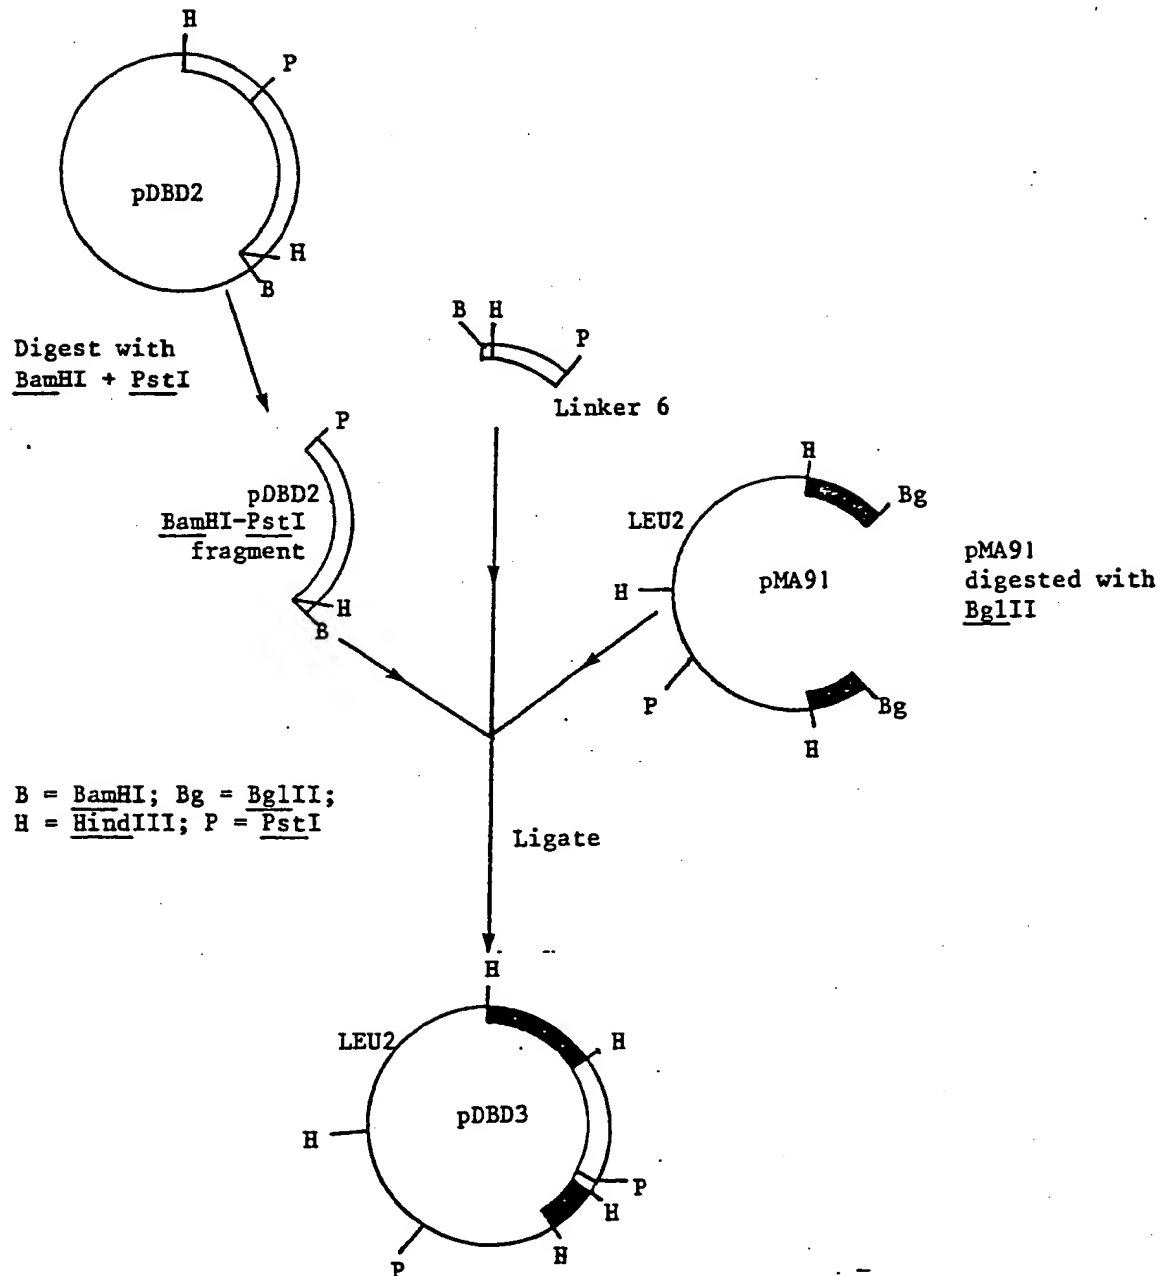 H
P
pDBD2
H
B
Digest with
BamHI + PstI
B H
P
Linker 6
P
pDBD2
BamHI-PstI
fragment
H
B
H
Bg
LEU2
pMA91
H
P
Bg
H
pMA91
digested with
BglII
B = BamHI; Bg = BglII;
H = HindIII; P = PstI
Ligate
H
LEU2
H
pDBD3
H
P
H
H
P